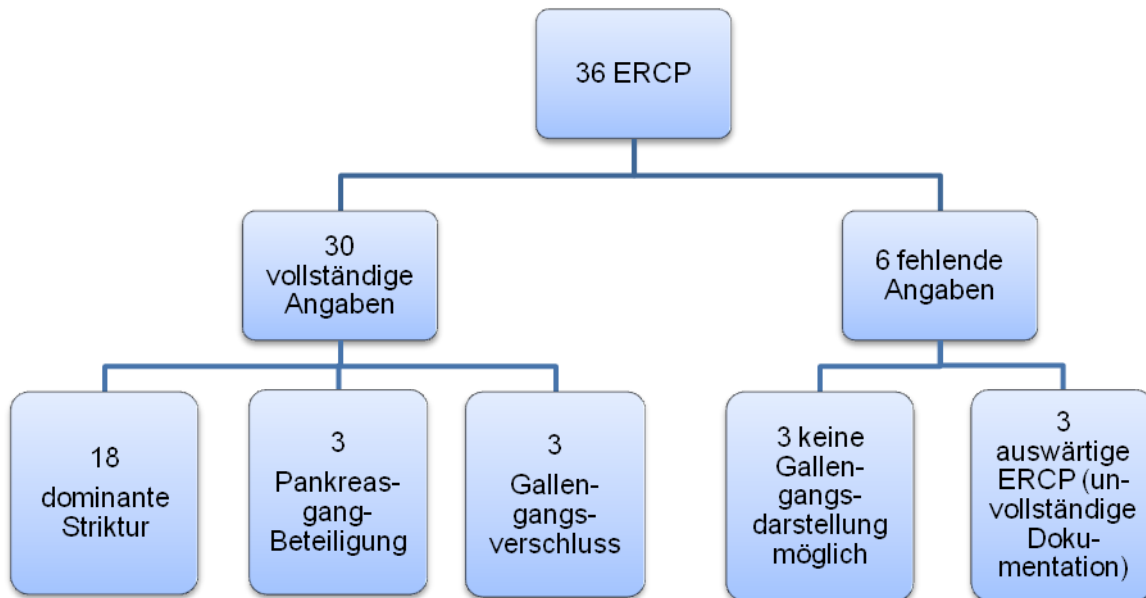 36 ERCP
30
vollständige
Angaben
6 fehlende
Angaben
18
dominante
Striktur
3
Pankreas-
gang-
Beteiligung
3
Gallen-
gangs-
verschluss
3 keine
Gallen-
gangs-
darstellung
möglich
3
auswärtige
ERCP (un-
vollständige
Doku-
mentation)